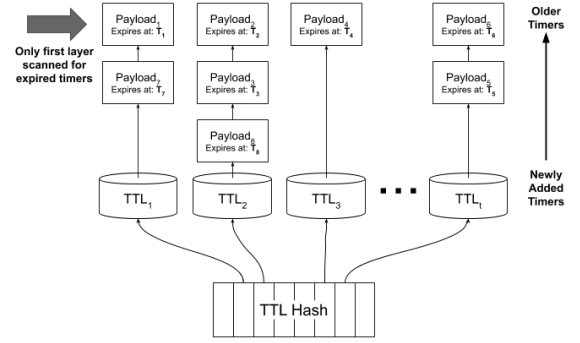 Only first layer
scanned for
expired timers
Payload1
Expires at: T1
Payload2
Expires at: T2
Payload4
Expires at: T4
Payload6
Expires at: T6
Older
Timers
Payload7
Expires at: T7
Payload3
Expires at: T3
Payload5
Expires at: T5
Payload8
Expires at: T8
TTL1
TTL2
TTL3
TTLt
Newly
Added
Timers
TTL Hash